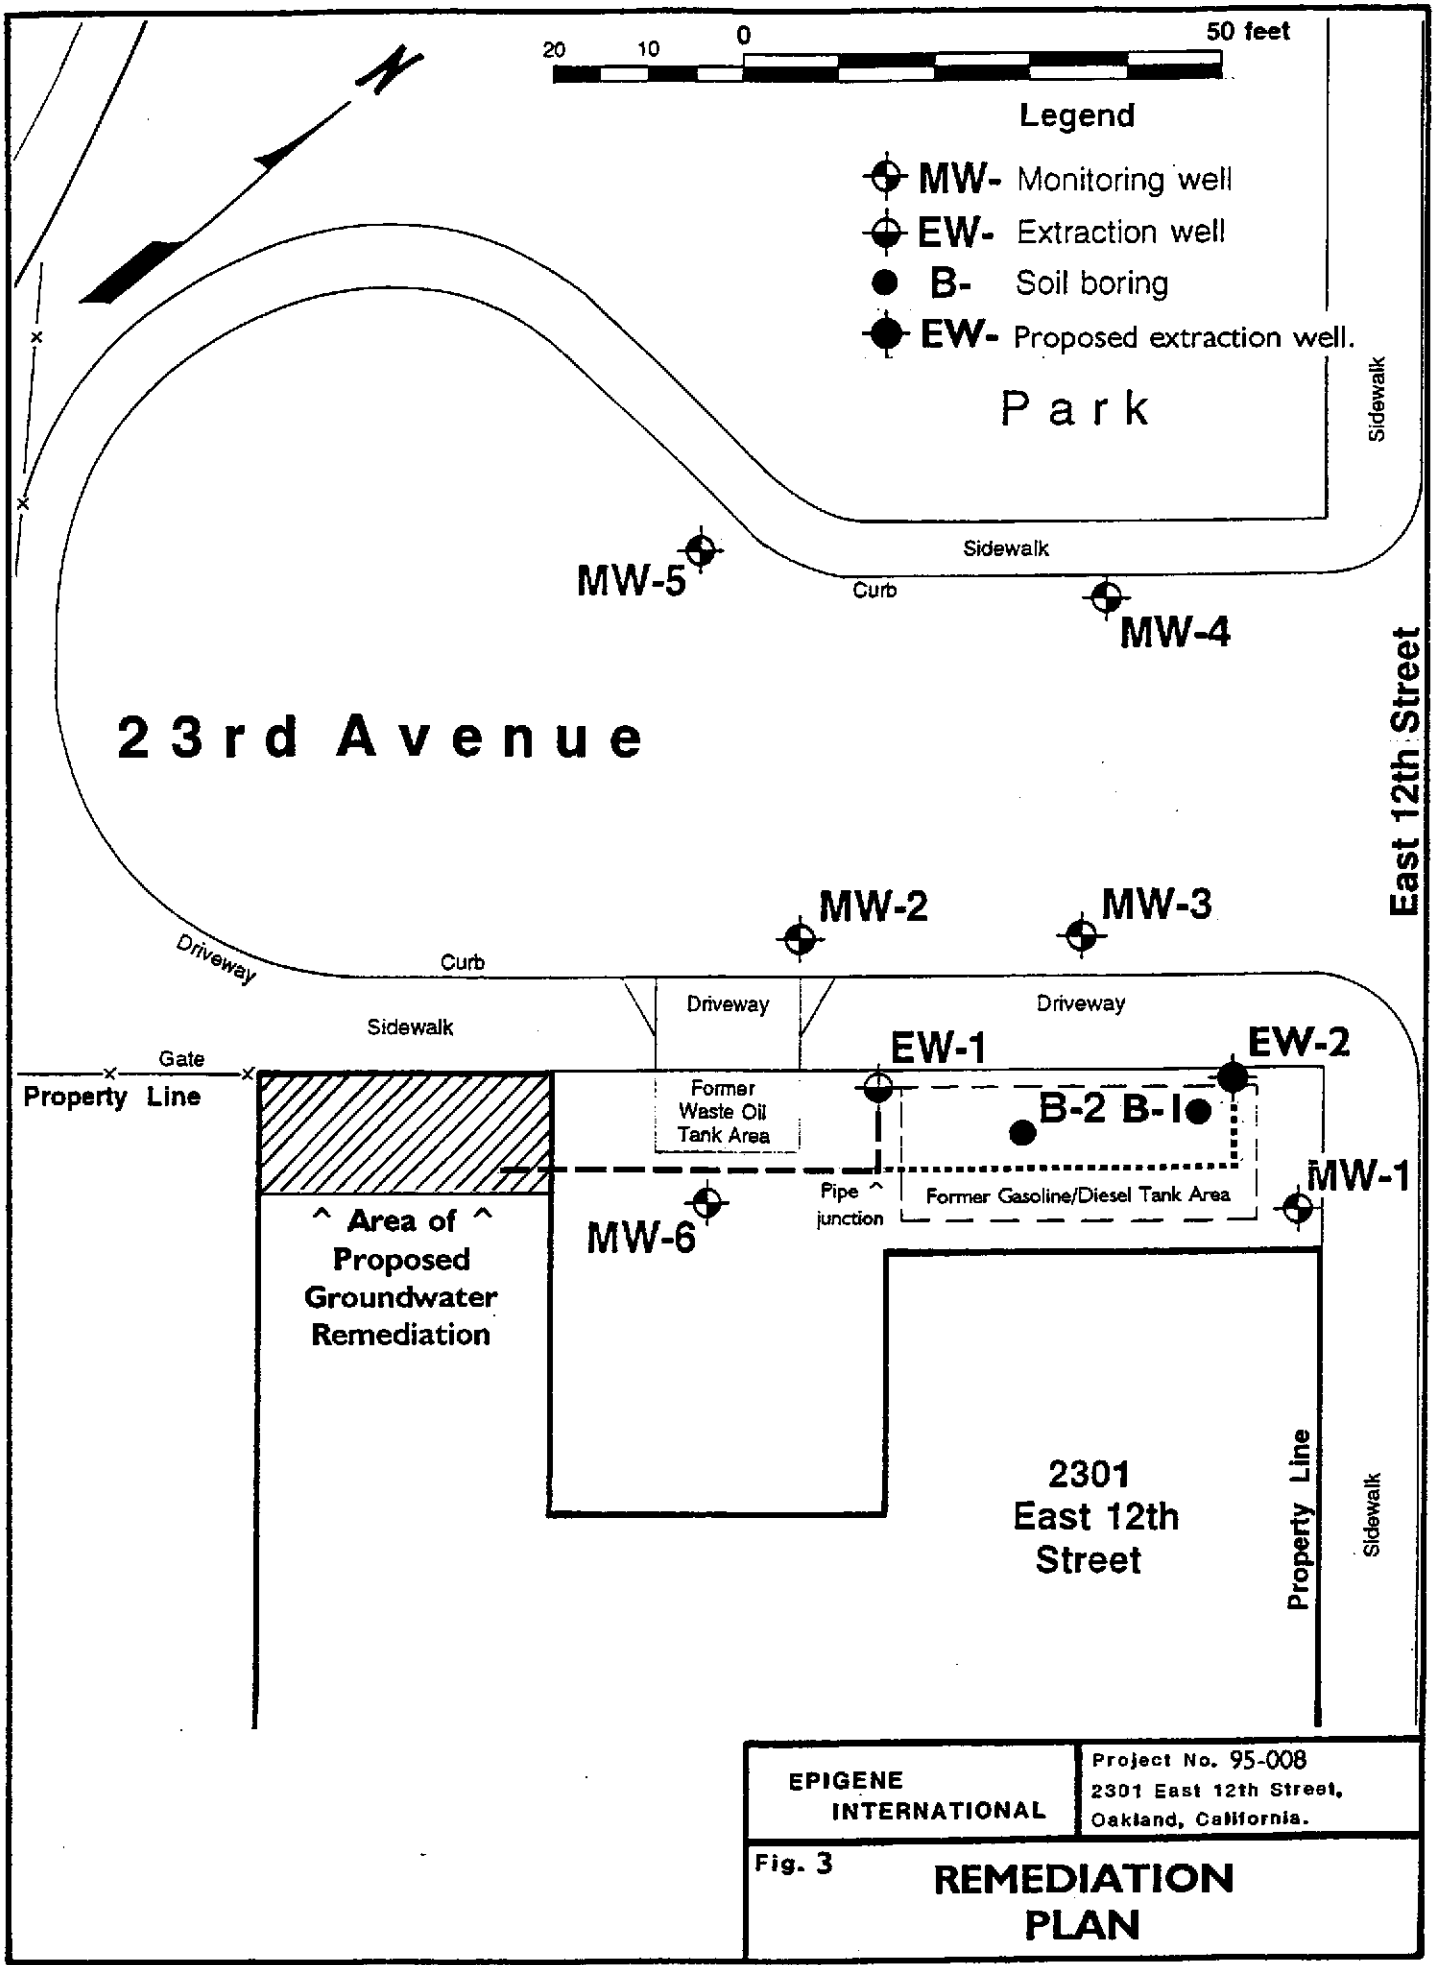 20 10 0 50 feet
N
Legend
MW- Monitoring well
EW- Extraction well
B- Soil boring
EW- Proposed extraction well.
Park
Sidewalk
Sidewalk
Curb
MW-5
MW-4
East 12th Street
23rd Avenue
MW-2
MW-3
Driveway
Curb
Driveway
Driveway
Sidewalk
Gate
Property Line
EW-1
EW-2
Former
Waste Oil
Tank Area
B-2 B-1
MW-1
Pipe ^
junction
Former Gasoline/Diesel Tank Area
MW-6
^ Area of ^
Proposed
Groundwater
Remediation
2301
East 12th
Street
Property Line
Sidewalk
EPIGENE
INTERNATIONAL
Project No. 95-008
2301 East 12th Street,
Oakland, California.
Fig. 3
REMEDIATION
PLAN